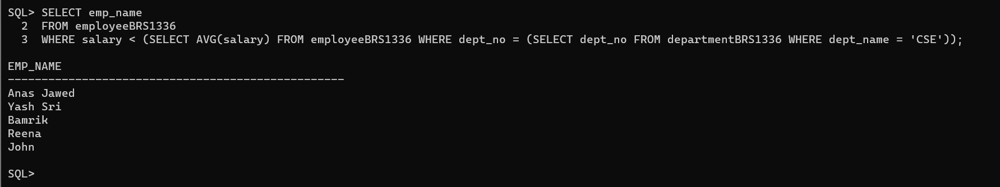 SQL> SELECT emp_name
  2  FROM employeeBRS1336
  3  WHERE salary < (SELECT AVG(salary) FROM employeeBRS1336 WHERE dept_no = (SELECT dept_no FROM departmentBRS1336 WHERE dept_name = 'CSE'));
EMP_NAME
--------------------------------------------------
Anas Jawed
Yash Sri
Bamrik
Reena
John
SQL>